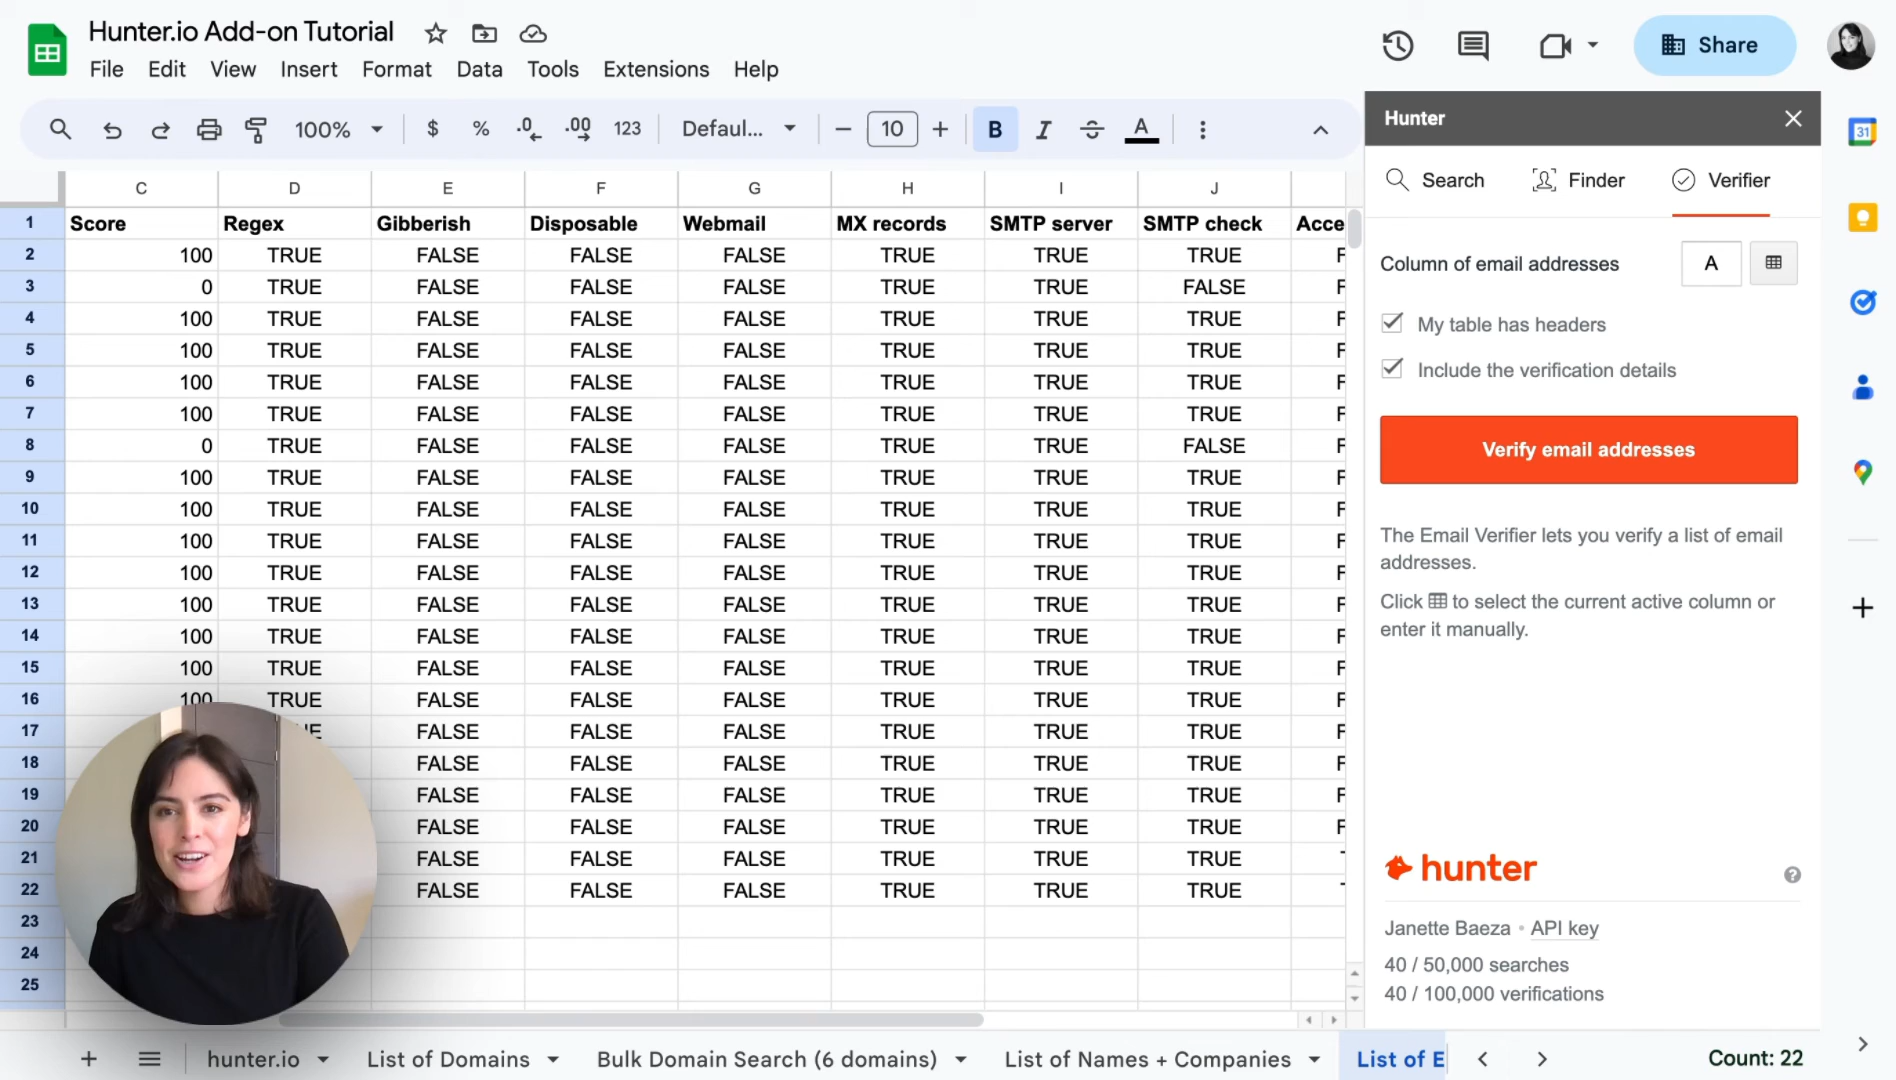 Hunter.io Add-on Tutorial
File Edit View Insert Format Data Tools Extensions Help
Share
100% $ % .0 .00 123 Defaul... 10 B I A
Hunter
Search Finder Verifier
Column of email addresses A
My table has headers
Include the verification details
Verify email addresses
The Email Verifier lets you verify a list of email
addresses.
Click to select the current active column or
enter it manually.
hunter
Janette Baeza • API key
40 / 50,000 searches
40 / 100,000 verifications
31
C D E F G H I J
1 Score Regex Gibberish Disposable Webmail MX records SMTP server SMTP check Acce
2 100 TRUE FALSE FALSE FALSE TRUE TRUE TRUE F
3 0 TRUE FALSE FALSE FALSE TRUE TRUE FALSE F
4 100 TRUE FALSE FALSE FALSE TRUE TRUE TRUE F
5 100 TRUE FALSE FALSE FALSE TRUE TRUE TRUE F
6 100 TRUE FALSE FALSE FALSE TRUE TRUE TRUE F
7 100 TRUE FALSE FALSE FALSE TRUE TRUE TRUE F
8 0 TRUE FALSE FALSE FALSE TRUE TRUE FALSE F
9 100 TRUE FALSE FALSE FALSE TRUE TRUE TRUE F
10 100 TRUE FALSE FALSE FALSE TRUE TRUE TRUE F
11 100 TRUE FALSE FALSE FALSE TRUE TRUE TRUE F
12 100 TRUE FALSE FALSE FALSE TRUE TRUE TRUE F
13 100 TRUE FALSE FALSE FALSE TRUE TRUE TRUE F
14 100 TRUE FALSE FALSE FALSE TRUE TRUE TRUE F
15 100 TRUE FALSE FALSE FALSE TRUE TRUE TRUE F
16 100 TRUE FALSE FALSE FALSE TRUE TRUE TRUE F
17 FALSE FALSE FALSE TRUE TRUE TRUE F
18 FALSE FALSE FALSE TRUE TRUE TRUE F
19 FALSE FALSE FALSE TRUE TRUE TRUE F
20 FALSE FALSE FALSE TRUE TRUE TRUE F
21 FALSE FALSE FALSE TRUE TRUE TRUE
22 FALSE FALSE FALSE TRUE TRUE TRUE
23
24
25
hunter.io List of Domains Bulk Domain Search (6 domains) List of Names + Companies List of E Count: 22